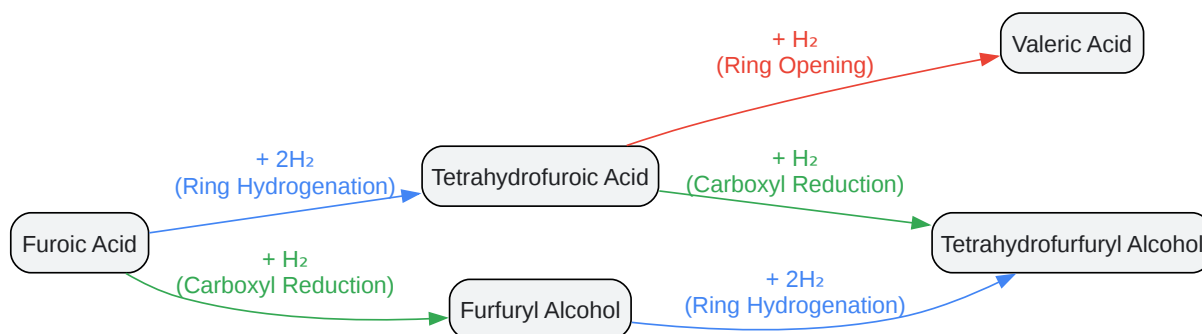 + H₂
(Ring Opening)
Valeric Acid
+ 2H₂
(Ring Hydrogenation)
Tetrahydrofuroic Acid
+ H₂
(Carboxyl Reduction)
Furoic Acid
Tetrahydrofurfuryl Alcohol
+ H₂
(Carboxyl Reduction)
Furfuryl Alcohol
+ 2H₂
(Ring Hydrogenation)